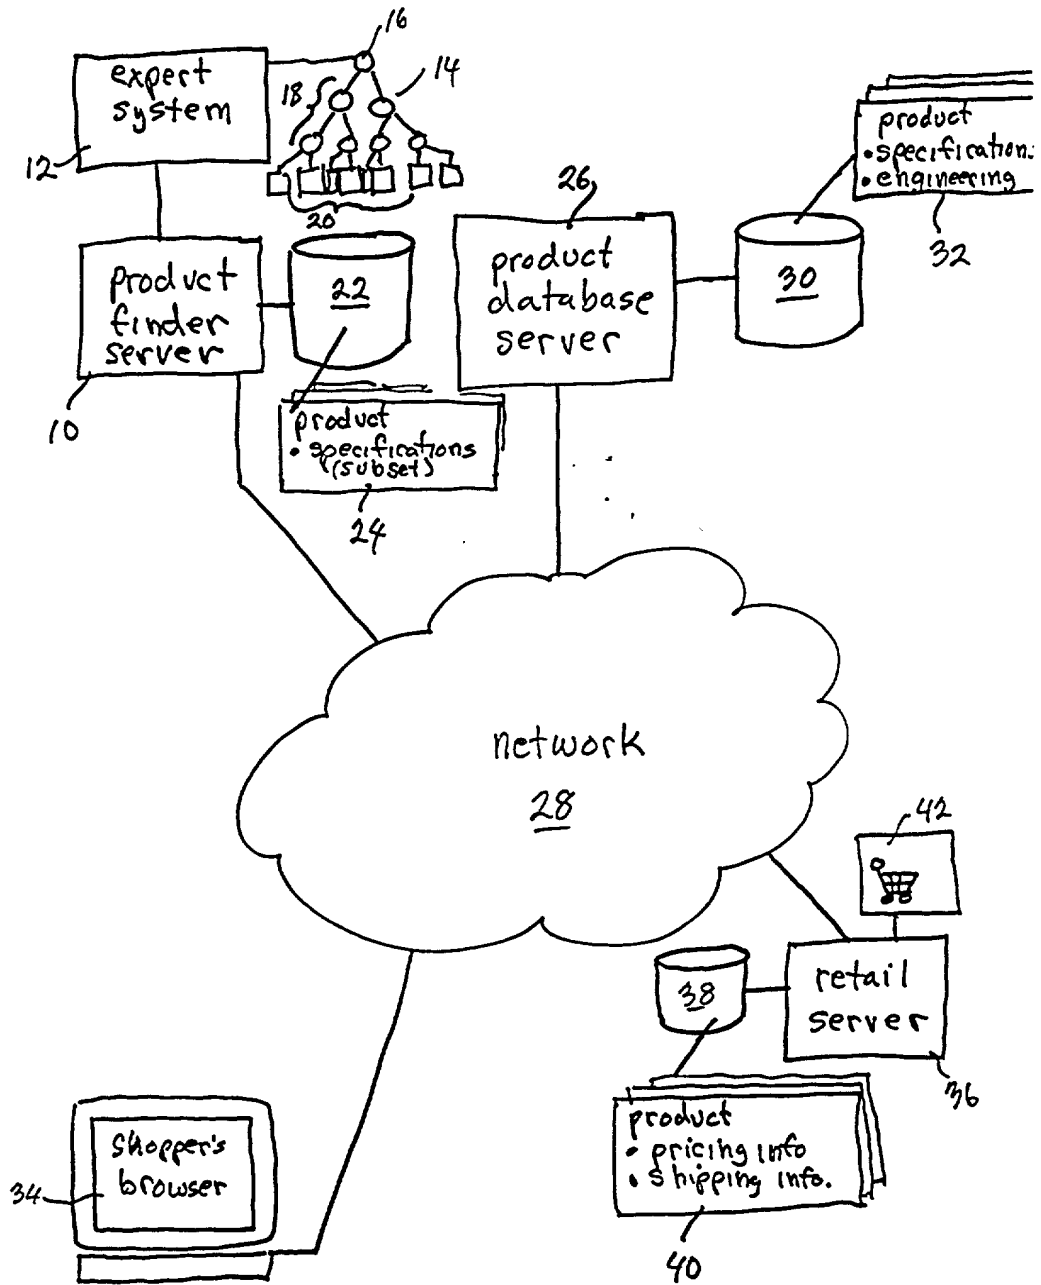 16
expert
system
18
14
12
20
product
• specification
• engineering
32
26
product
database
server
30
product
finder
server
22
10
product
• specifications
(subset)
24
network
28
42
retail
server
38
36
product
• pricing info
• shipping info.
40
shopper's
browser
34